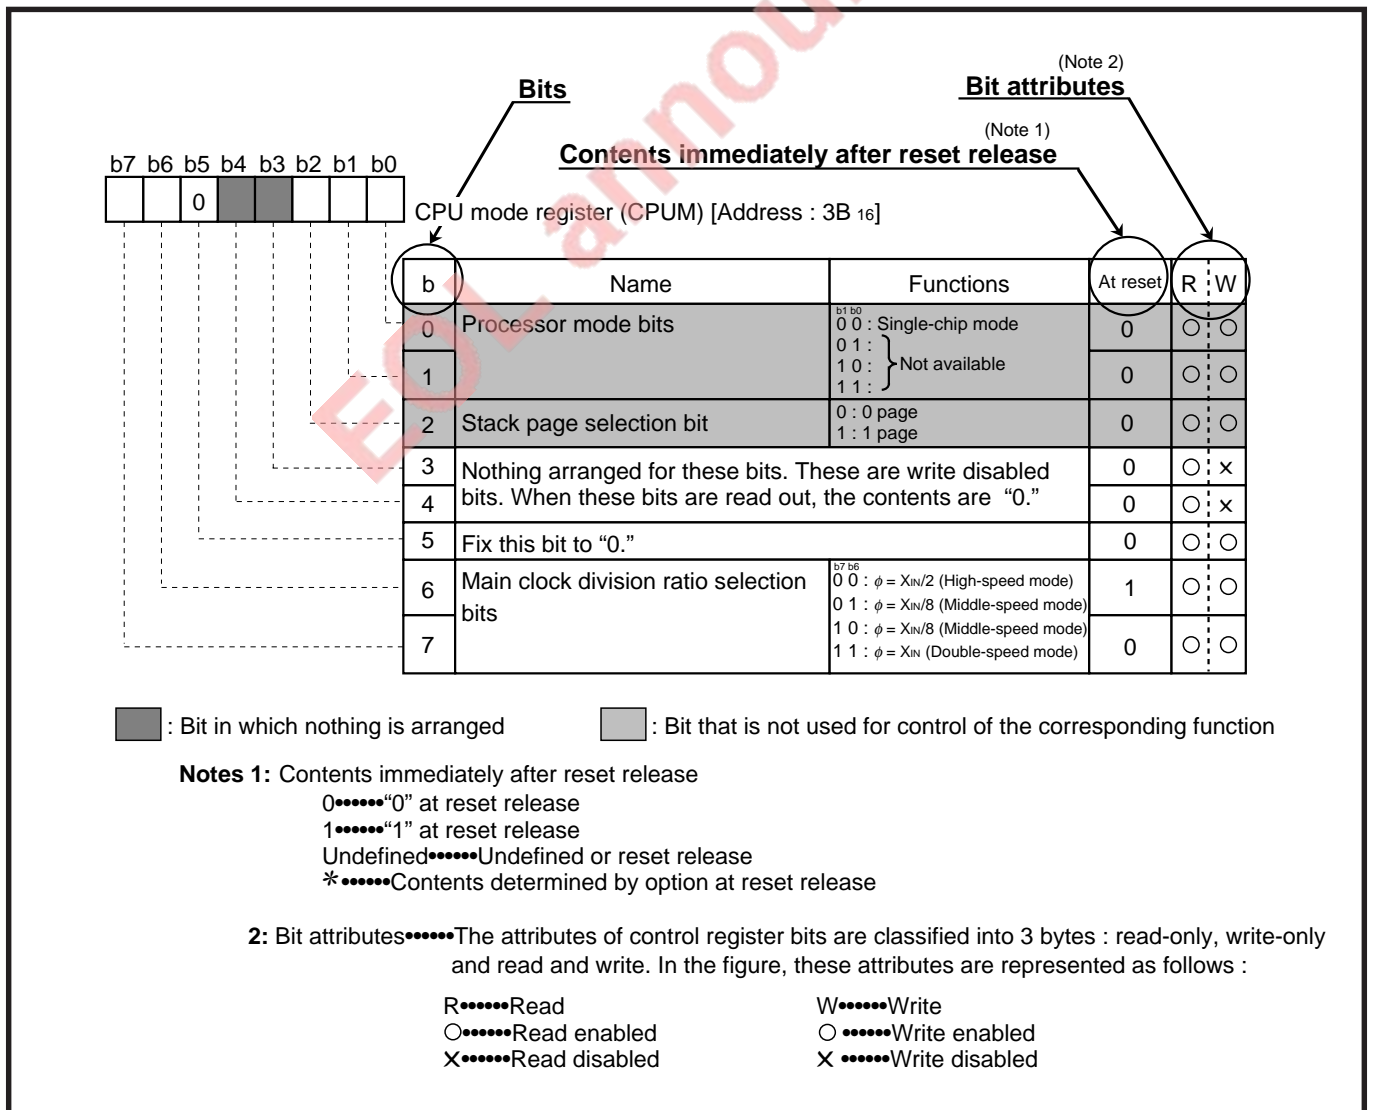 EOL announ
(Note 2)
Bits
Bit attributes
(Note 1)
Contents immediately after reset release
b7 b6 b5 b4 b3 b2 b1 b0
0
CPU mode register (CPUM) [Address : 3B 16]
b Name Functions At reset R W
0 Processor mode bits
b1 b0
0 0 : Single-chip mode
0 1 :
1 0 :
1 1 :
Not available
0
1
0
2 Stack page selection bit
0 : 0 page
1 : 1 page
0
3 Nothing arranged for these bits. These are write disabled
bits. When these bits are read out, the contents are “0.”
0 ○ ×
4 0 ○ ×
5 Fix this bit to “0.” 0 ○ ○
6 Main clock division ratio selection
bits
b7 b6
0 0 : ϕ = XIN/2 (High-speed mode)
0 1 : ϕ = XIN/8 (Middle-speed mode)
1 0 : ϕ = XIN/8 (Middle-speed mode)
1 1 : ϕ = XIN (Double-speed mode)
1 ○ ○
7 0 ○ ○
: Bit in which nothing is arranged
: Bit that is not used for control of the corresponding function
Notes 1: Contents immediately after reset release
0••••••“0” at reset release
1••••••“1” at reset release
Undefined••••••Undefined or reset release
*••••••Contents determined by option at reset release
2: Bit attributes••••••The attributes of control register bits are classified into 3 bytes : read-only, write-only
and read and write. In the figure, these attributes are represented as follows :
R••••••Read
W••••••Write
○••••••Read enabled
○ ••••••Write enabled
×••••••Read disabled
× ••••••Write disabled